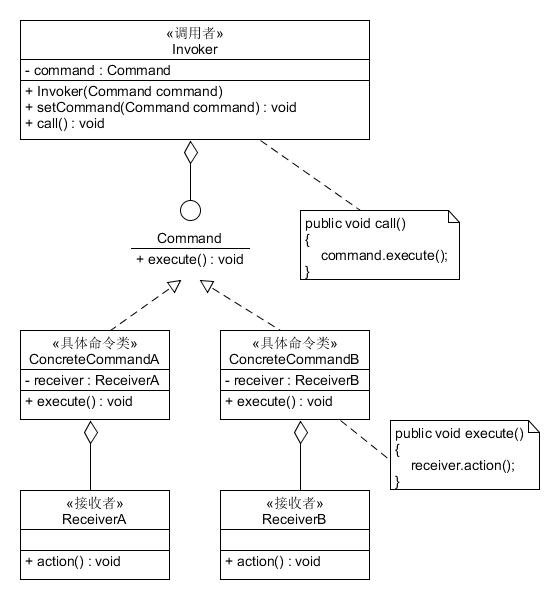 «调用者»
Invoker
- command : Command
+ Invoker(Command command)
+ setCommand(Command command) : void
+ call() : void
public void call()
{
command.execute();
}
Command
+ execute() : void
«具体命令类»
ConcreteCommandA
- receiver : ReceiverA
+ execute() : void
«具体命令类»
ConcreteCommandB
- receiver : ReceiverB
+ execute() : void
public void execute()
{
receiver.action();
}
«接收者»
ReceiverA
+ action() : void
«接收者»
ReceiverB
+ action() : void